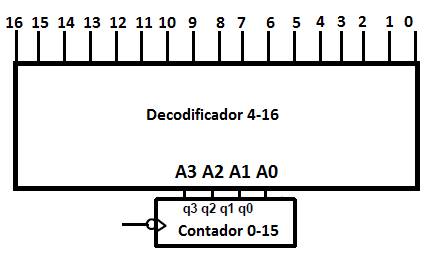 16 15 14 13 12 11 10 9 8 7 6 5 4 3 2 1 0
Decodificador 4-16
A3 A2 A1 A0
q3 q2 q1 q0
Contador 0-15